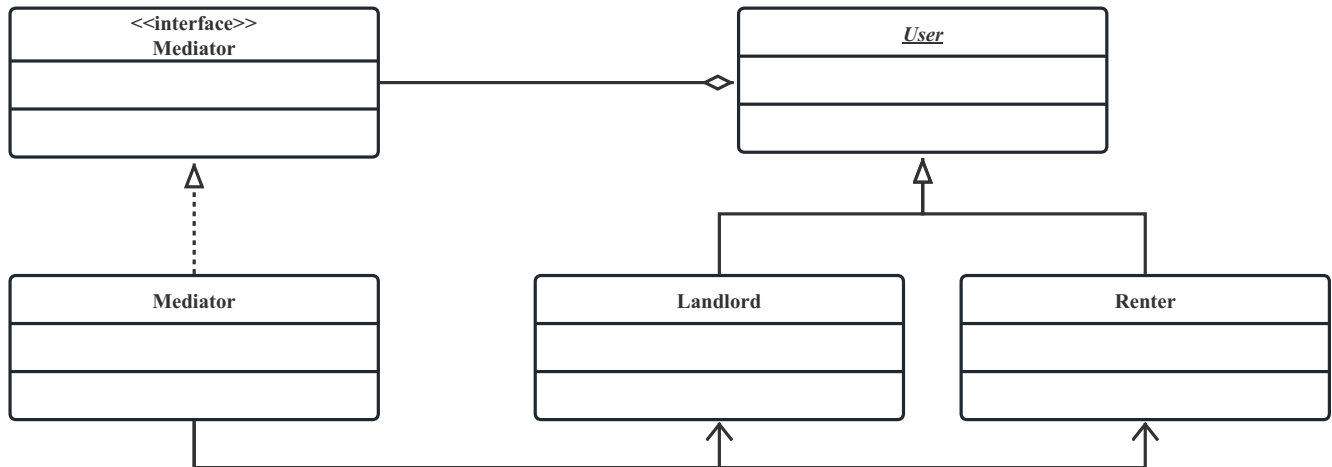 <<interface>>
Mediator
User
Mediator
Landlord
Renter